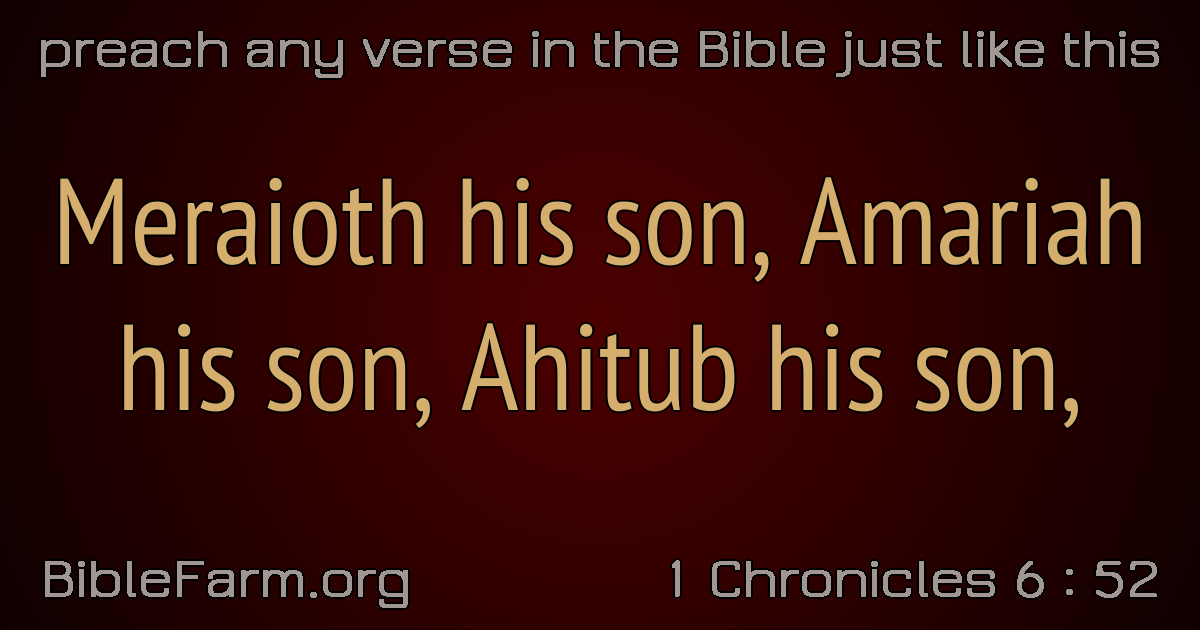 preach any verse in the Bible just like this
Meraioth his son, Amariah
his son, Ahitub his son,
BibleFarm.org
1 Chronicles 6 : 52